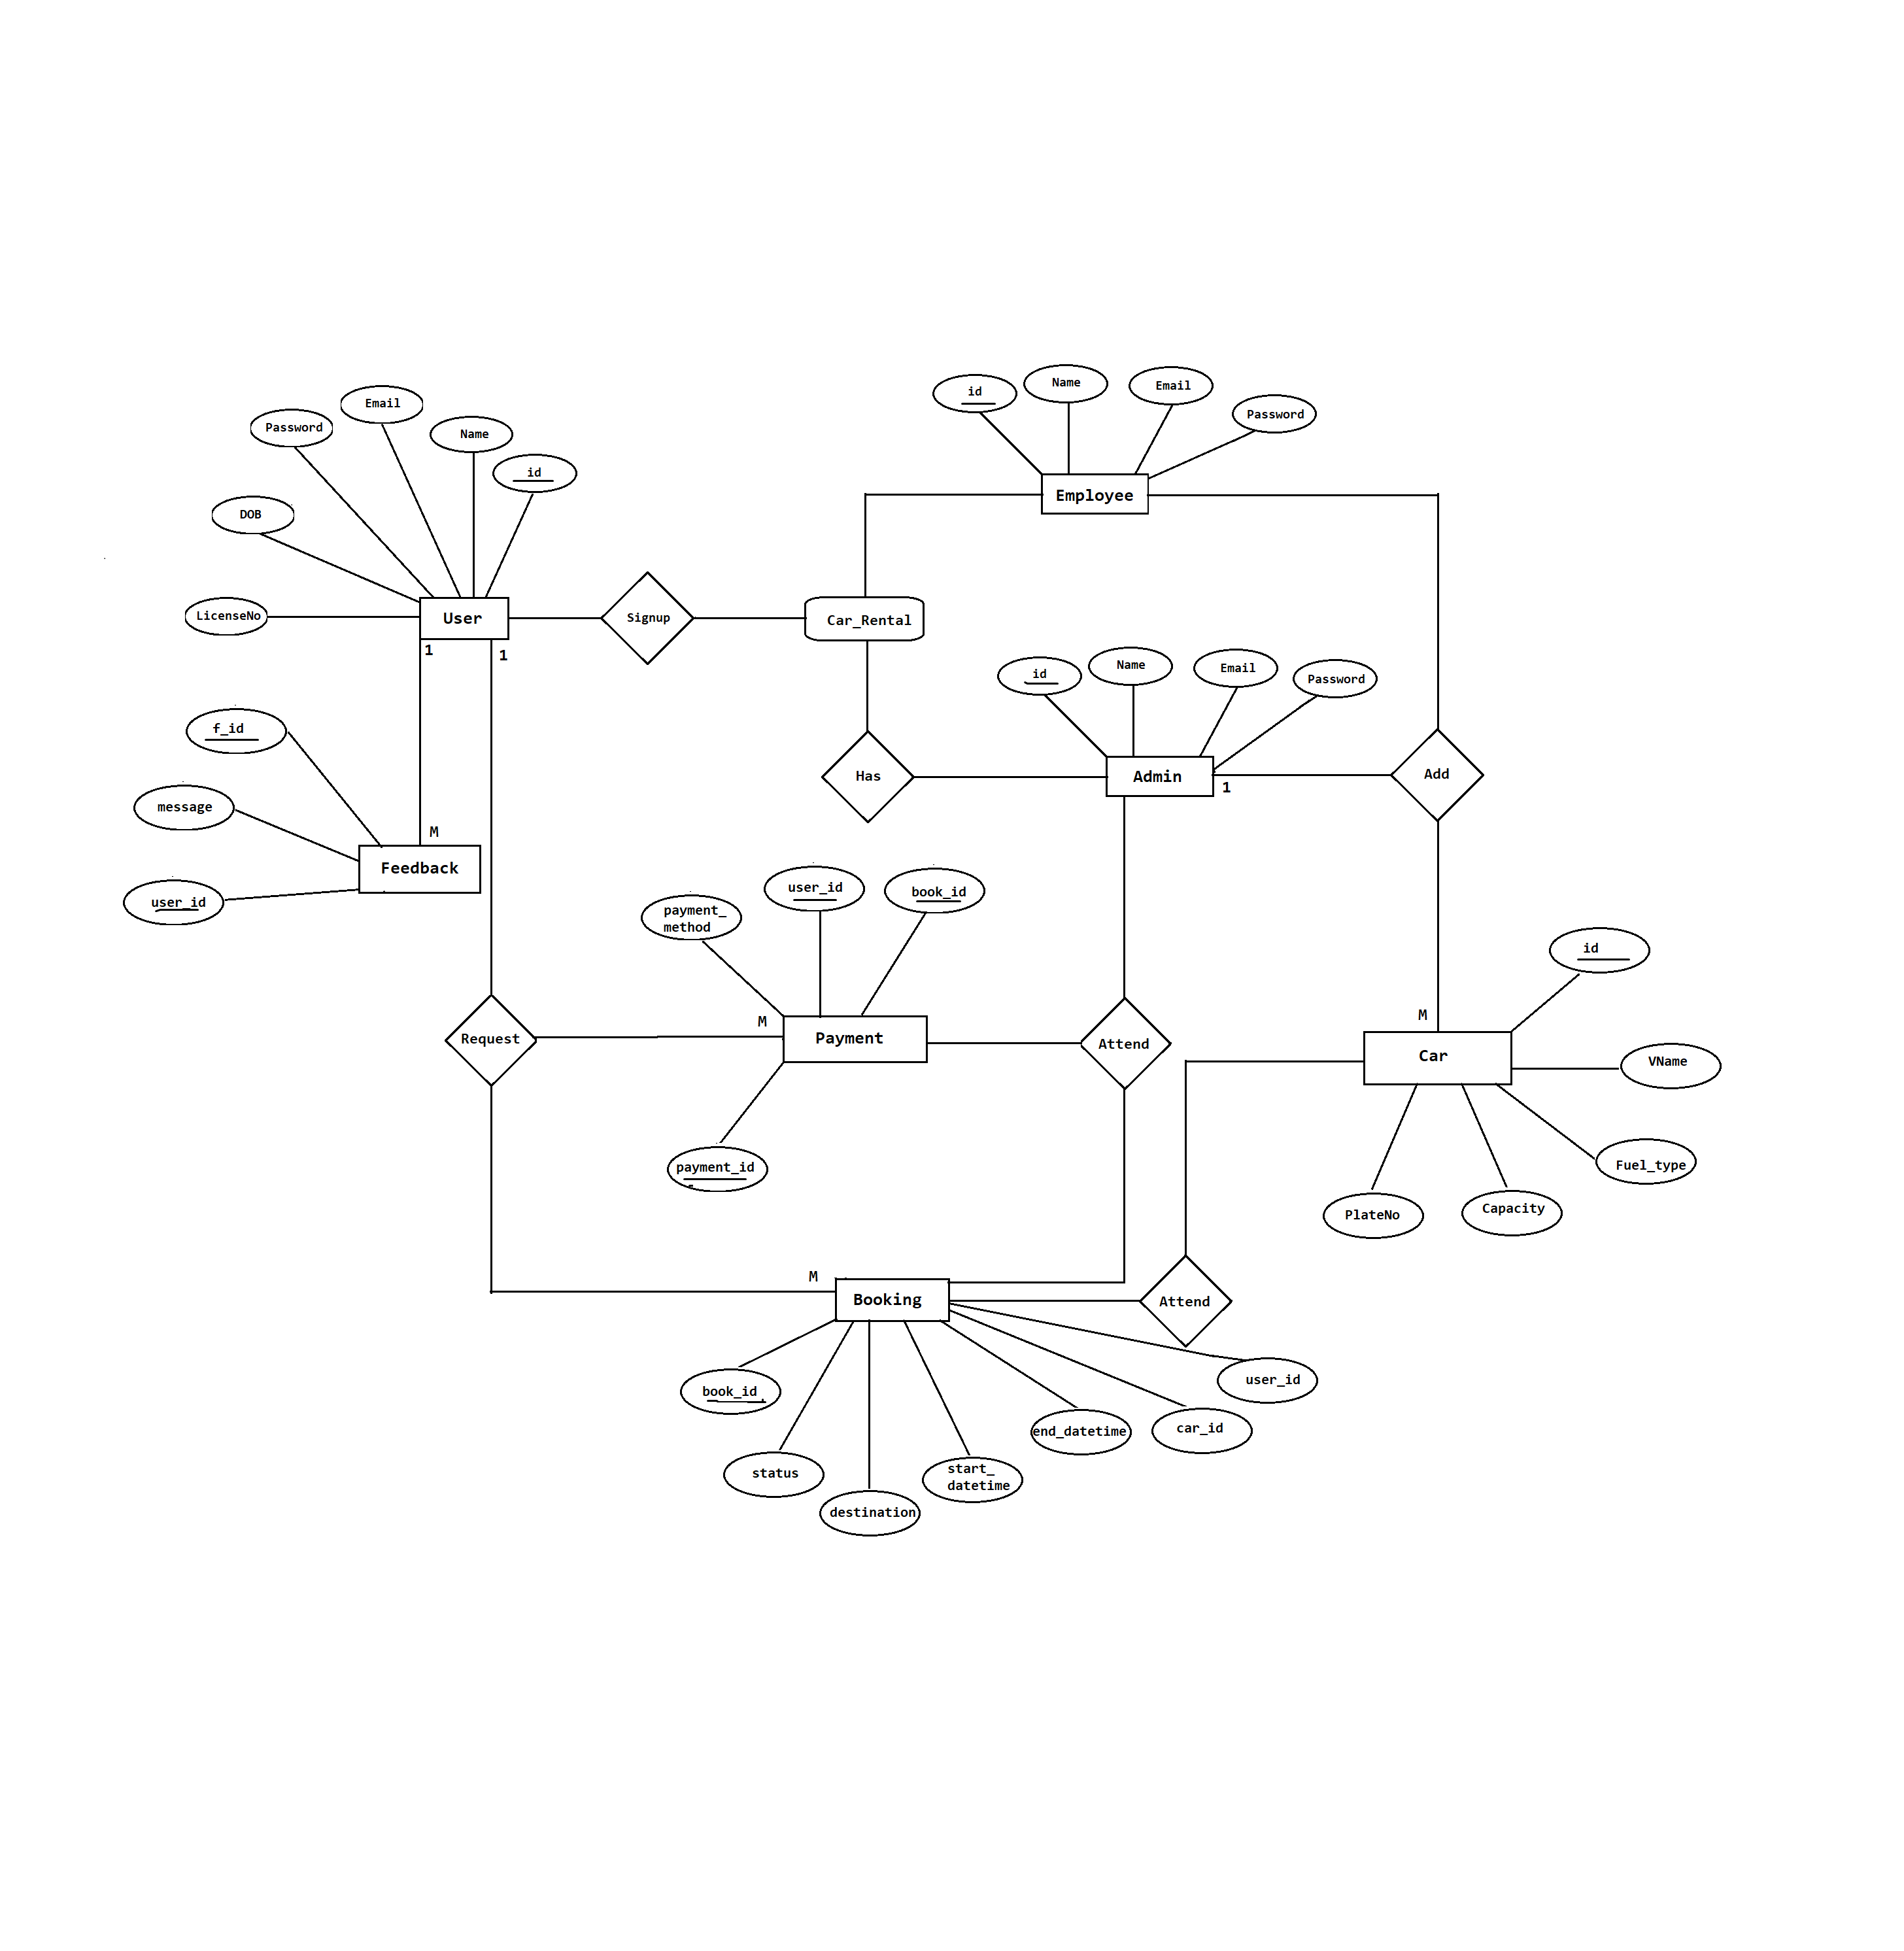 id
Name
Email
Password
Email
Password
Name
id
DOB
Employee
LicenseNo
User
Signup
Car_Rental
1
1
id
Name
Email
Password
f_id
Has
Admin
Add
1
message
M
Feedback
user_id
payment_
method
user_id
book_id
id
M
M
Request
Payment
Attend
Car
VName
payment_id
Fuel_type
PlateNo
Capacity
M
Booking
Attend
book_id
user_id
end_datetime
car_id
status
start_
datetime
destination